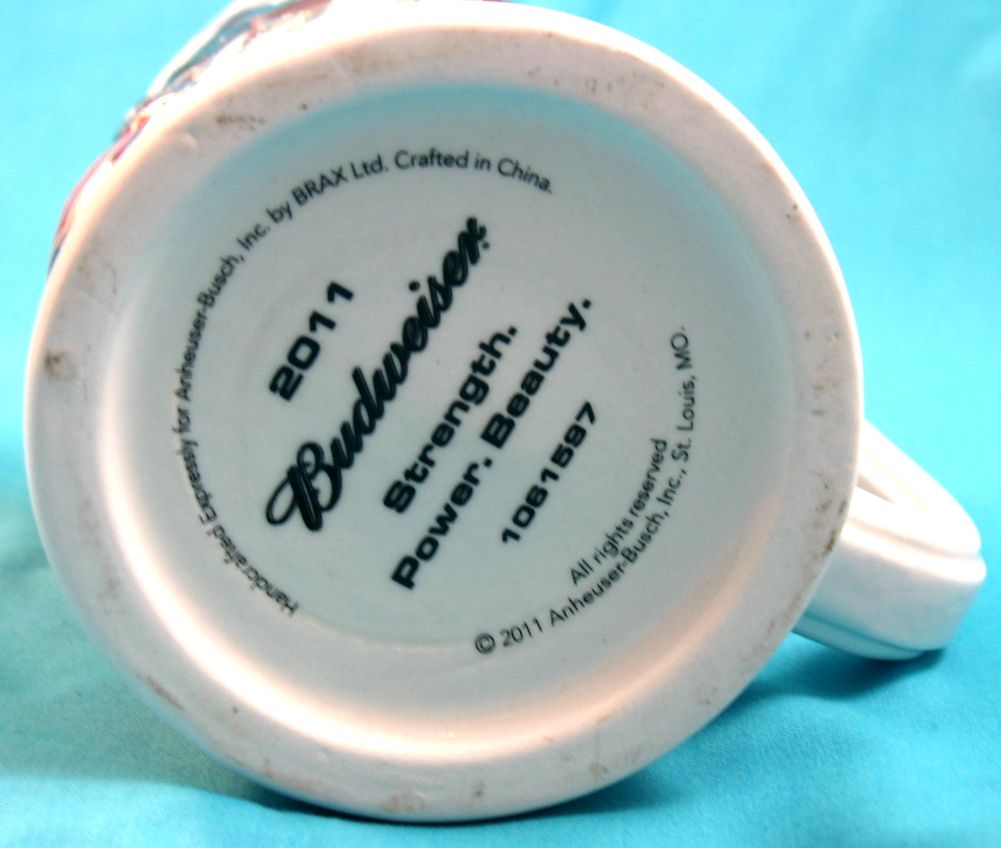 Handcrafted Expressly for Anheuser-Busch, Inc. by BRAX Ltd. Crafted in China.
2011
Budweiser®
Strength.
Power. Beauty.
1061597
All rights reserved
© 2011 Anheuser-Busch, Inc., St. Louis, MO.